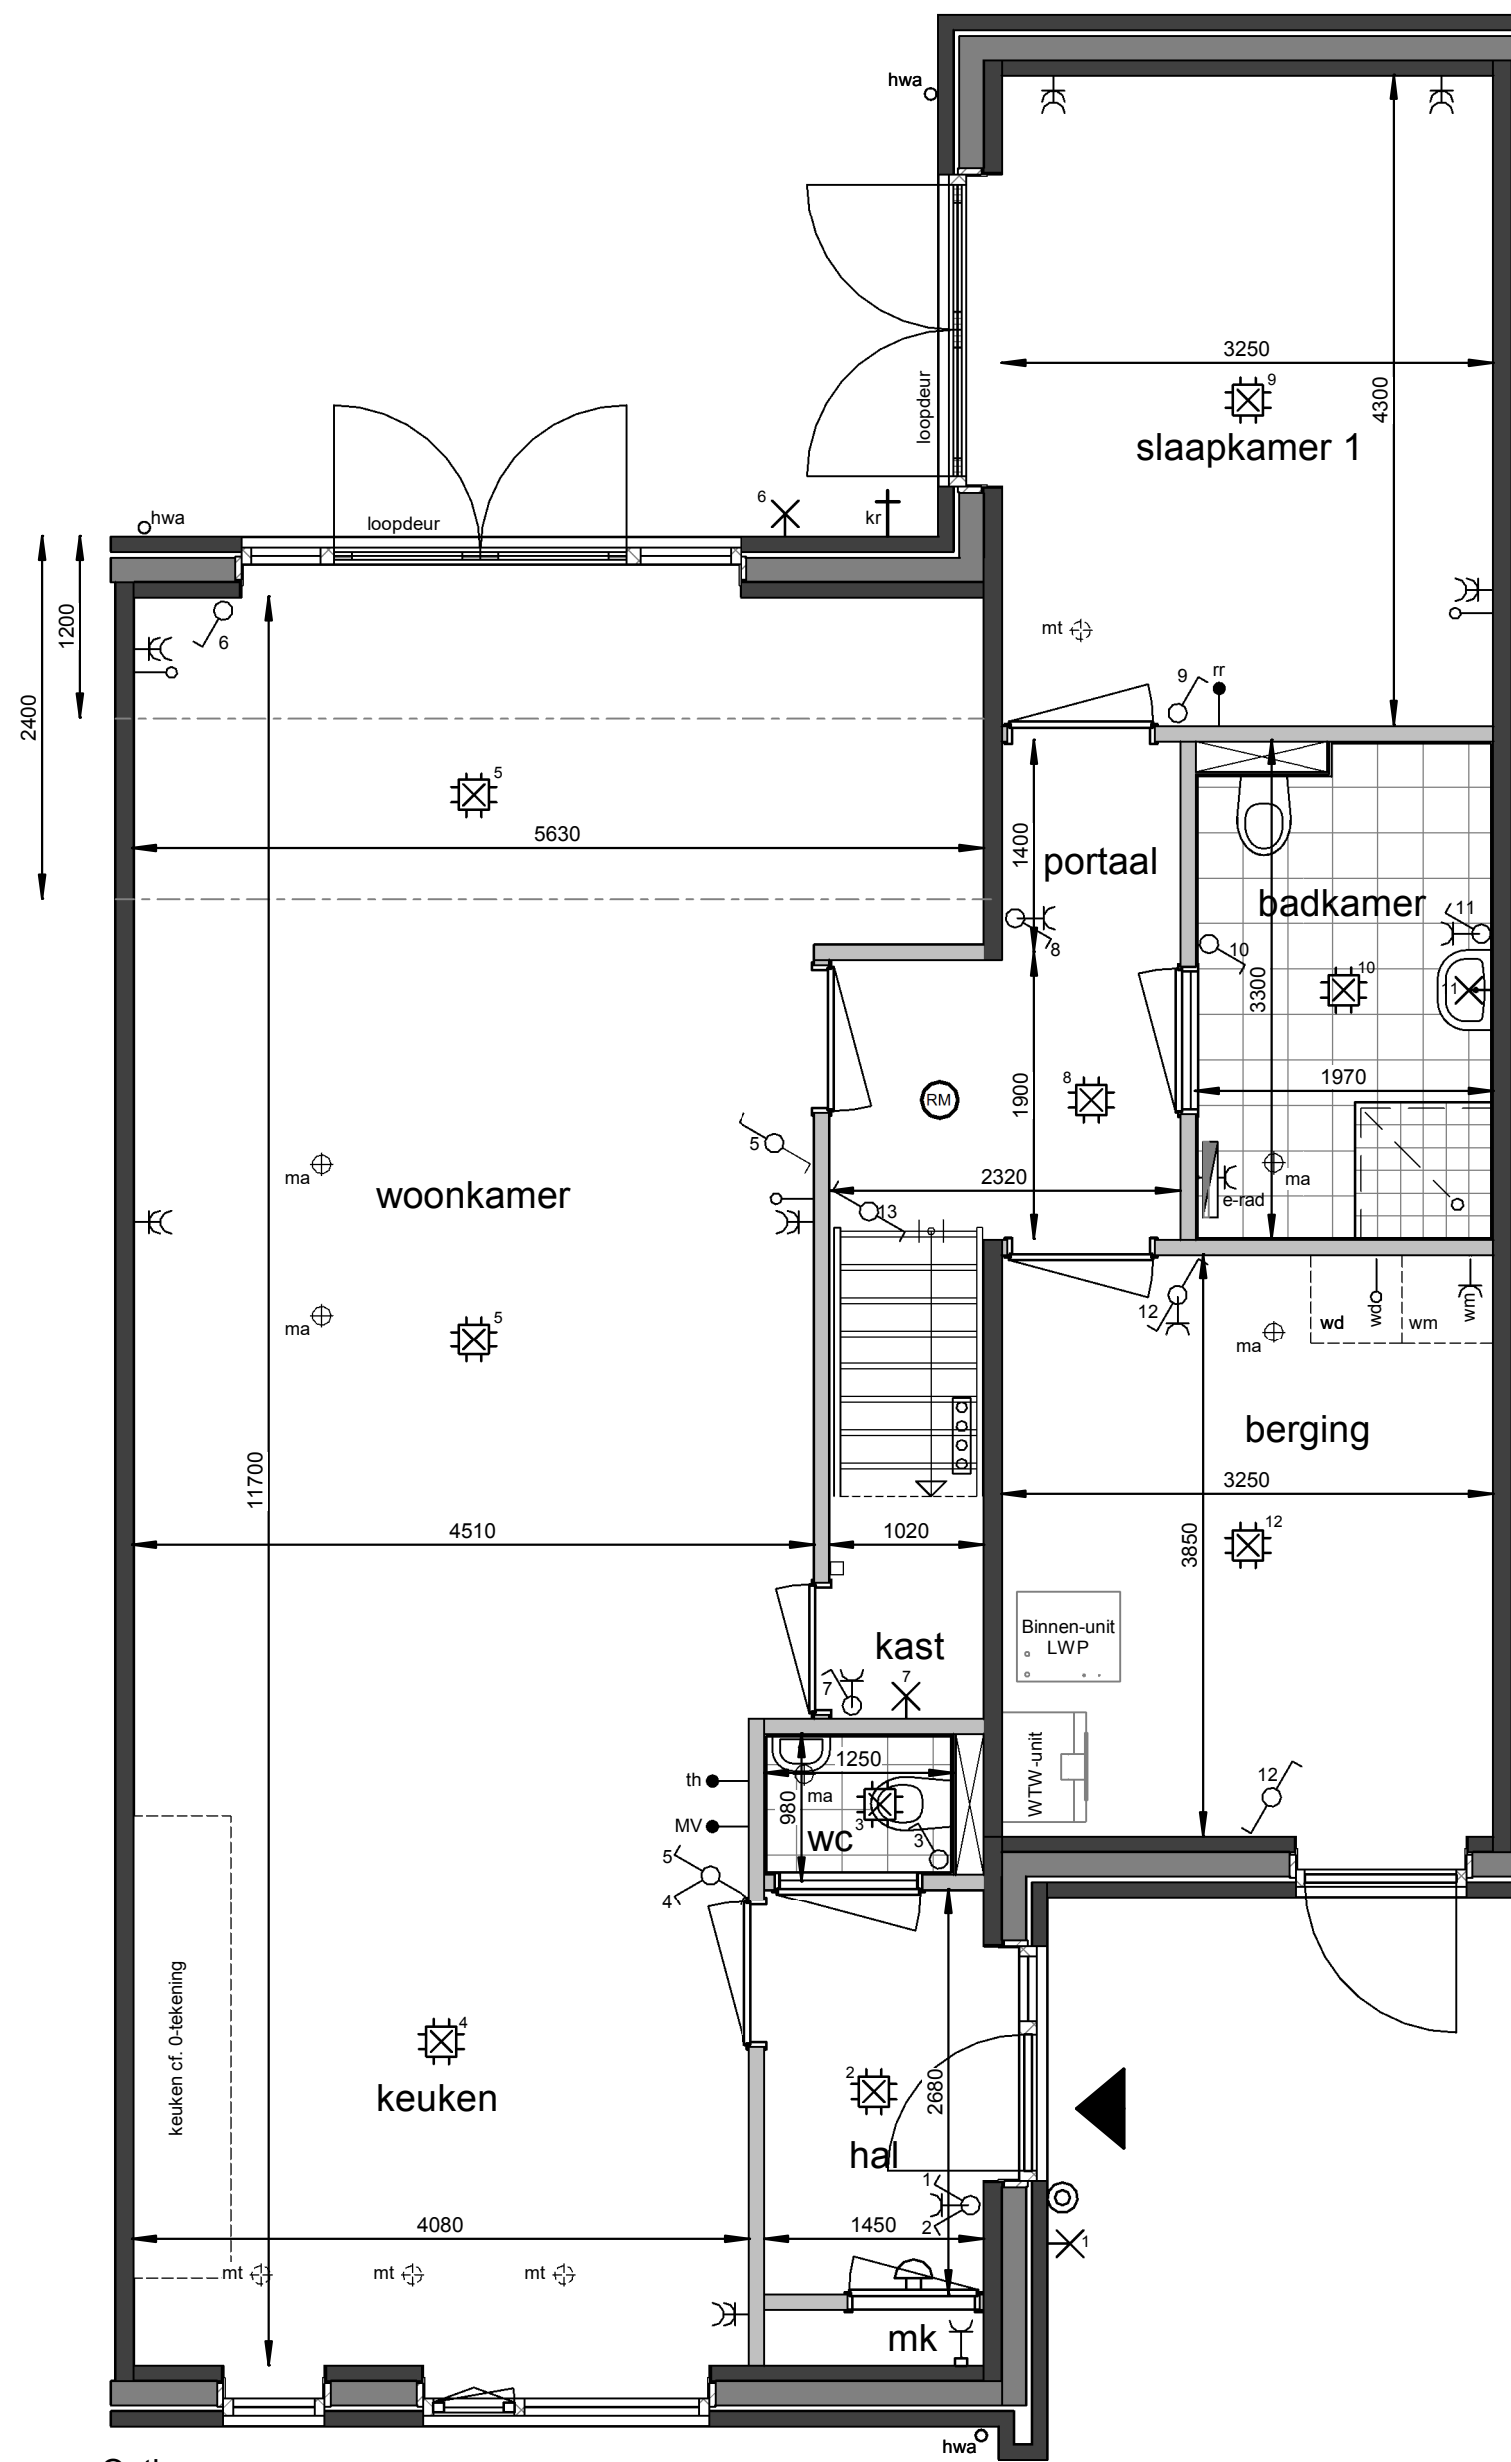 hwa
3250
9
4300
slaapkamer 1
loopdeur
6
kr
hwa
loopdeur
1200
2400
6
mt
9
rr
5
5630
1400
portaal
badkamer
11
8
10
3300
10
11
1970
1900
8
RM
5
ma
woonkamer
2320
13
ma
e-rad
12
ma
wd
wd
wm
wm
ma
5
berging
11700
3250
4510
1020
12
3850
Binnen-unit
LWP
kast
7
7
WTW-unit
th
1250
ma
980
3
MV
wc
3
12
5
4
keuken cf. 0-tekening
4
keuken
2
2680
hal
1
2
4080
1450
1
mt
mt
mt
mk
hwa